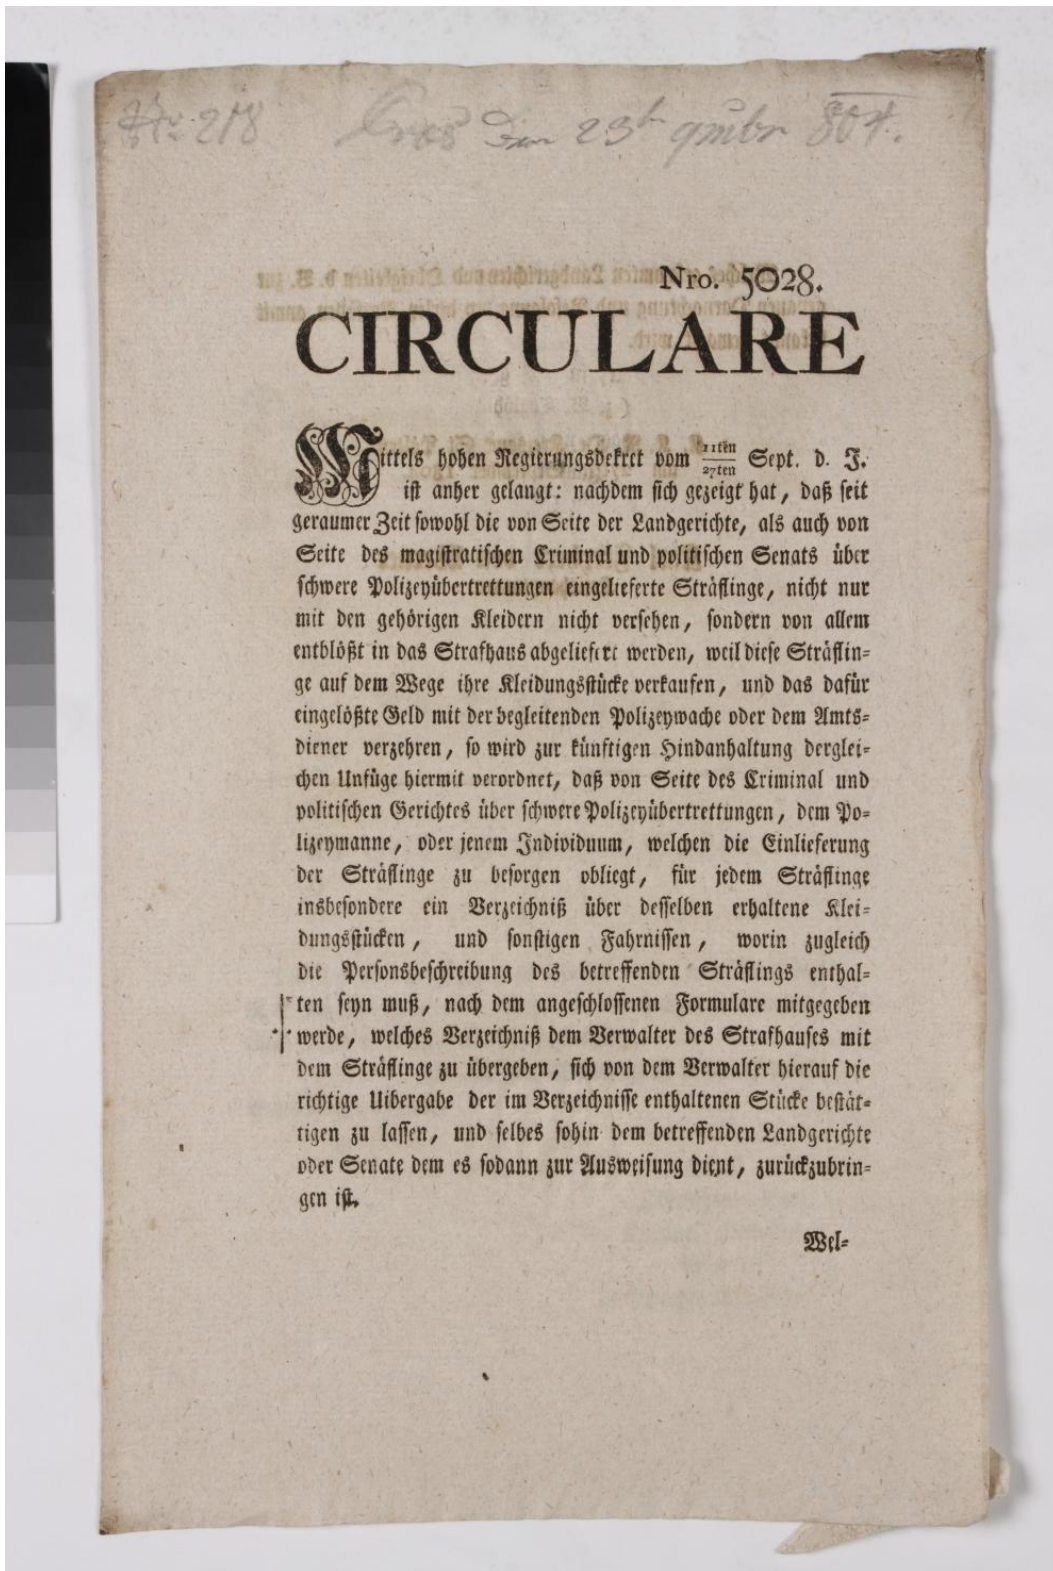 Nro. 218 den 23t 9mbr 804.
Nro. 5028.
CIRCULARE
Mittels hohen Regierungsdekret vom 11ten/27ten Sept. d. J.
ist anher gelangt: nachdem sich gezeigt hat, daß seit
geraumer Zeit sowohl die von Seite der Landgerichte, als auch von
Seite des magistratischen Criminal und politischen Senats über
schwere Polizeyübertrettungen eingelieferte Sträflinge, nicht nur
mit den gehörigen Kleidern nicht versehen, sondern von allem
entblößt in das Strafhaus abgeliefert werden, weil diese Sträflin-
ge auf dem Wege ihre Kleidungsstücke verkaufen, und das dafür
eingelößte Geld mit der begleitenden Polizeywache oder dem Amts-
diener verzehren, so wird zur künftigen Hindanhaltung derglei-
chen Unfüge hiermit verordnet, daß von Seite des Criminal und
politischen Gerichtes über schwere Polizeyübertrettungen, dem Po-
lizeymanne, oder jenem Individuum, welchen die Einlieferung
der Sträflinge zu besorgen obliegt, für jedem Sträflinge
insbesondere ein Verzeichniß über desselben erhaltene Klei-
dungsstücken, und sonstigen Fahrnissen, worin zugleich
die Personsbeschreibung des betreffenden Sträflings enthal-
ten seyn muß, nach dem angeschlossenen Formulare mitgegeben
werde, welches Verzeichniß dem Verwalter des Strafhauses mit
dem Sträflinge zu übergeben, sich von dem Verwalter hierauf die
richtige Uibergabe der im Verzeichnisse enthaltenen Stücke bestät-
tigen zu lassen, und selbes sohin dem betreffenden Landgerichte
oder Senate dem es sodann zur Ausweisung dient, zurückzubrin-
gen ist.
Wel-